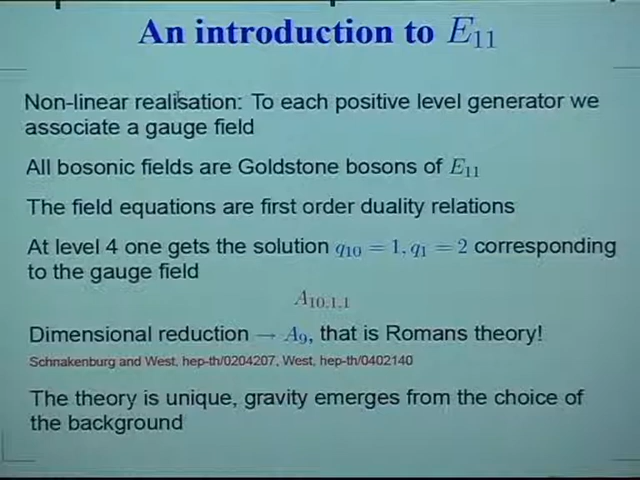 An introduction to E₁₁
Non-linear realisation: To each positive level generator we
associate a gauge field
All bosonic fields are Goldstone bosons of E₁₁
The field equations are first order duality relations
At level 4 one gets the solution q₁₀ = 1, q₁ = 2 corresponding
to the gauge field
A₁₀,₁,₁
Dimensional reduction → A₉, that is Romans theory!
Schnakenburg and West, hep-th/0204207, West, hep-th/0402140
The theory is unique, gravity emerges from the choice of
the background